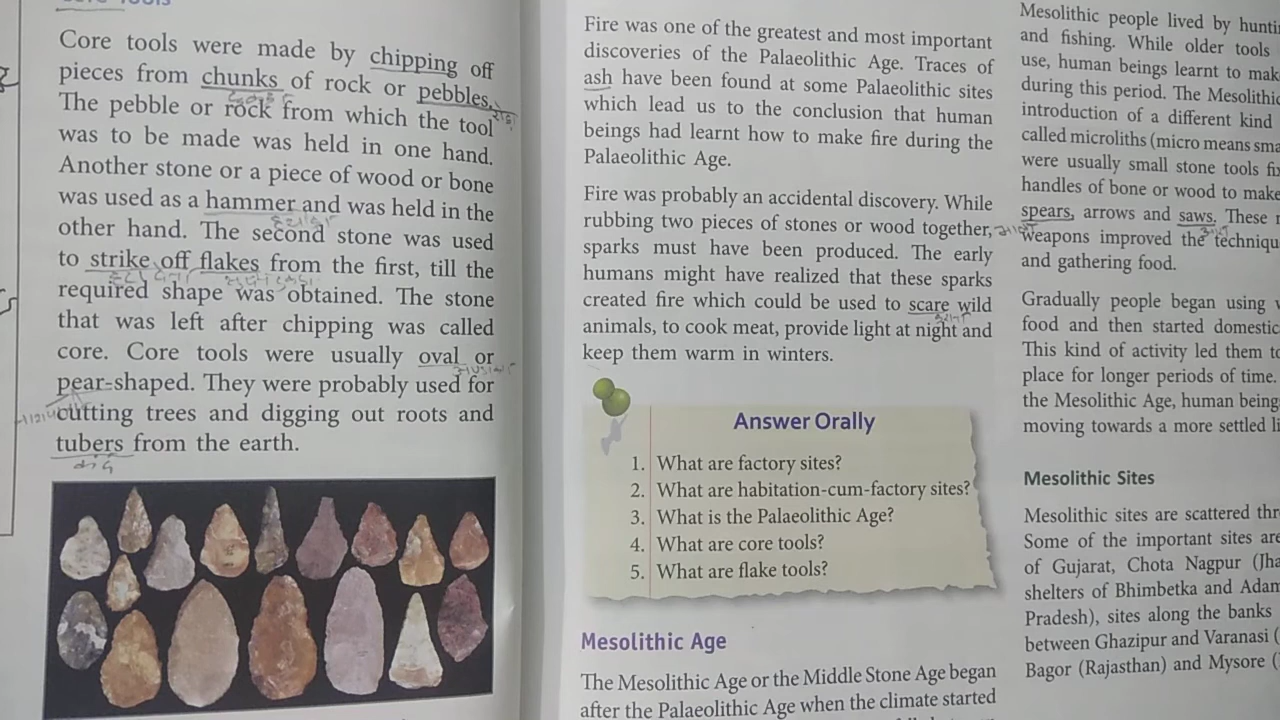 Core tools were made by chipping off
pieces from chunks of rock or pebbles.
The pebble or rock from which the tool
was to be made was held in one hand.
Another stone or a piece of wood or bone
was used as a hammer and was held in the
other hand. The second stone was used
to strike off flakes from the first, till the
required shape was obtained. The stone
that was left after chipping was called
core. Core tools were usually oval or
pear-shaped. They were probably used for
cutting trees and digging out roots and
tubers from the earth.
Fire was one of the greatest and most important
discoveries of the Palaeolithic Age. Traces of
ash have been found at some Palaeolithic sites
which lead us to the conclusion that human
beings had learnt how to make fire during the
Palaeolithic Age.
Fire was probably an accidental discovery. While
rubbing two pieces of stones or wood together,
sparks must have been produced. The early
humans might have realized that these sparks
created fire which could be used to scare wild
animals, to cook meat, provide light at night and
keep them warm in winters.
Answer Orally
1. What are factory sites?
2. What are habitation-cum-factory sites?
3. What is the Palaeolithic Age?
4. What are core tools?
5. What are flake tools?
Mesolithic Age
The Mesolithic Age or the Middle Stone Age began
after the Palaeolithic Age when the climate started
Mesolithic people lived by
and fishing. While older tools
use, human beings learnt to
during this period. The
introduction of a different kind
called microliths (micro means
were usually small stone tools
handles of bone or wood to make
spears, arrows and saws. These
weapons improved the
and gathering food.
Gradually people began using
food and then started
This kind of activity led them
place for longer periods of time.
the Mesolithic Age, human
moving towards a more settled
Mesolithic Sites
Mesolithic sites are scattered
Some of the important sites are
of Gujarat, Chota Nagpur
shelters of Bhimbetka and
Pradesh), sites along the banks
between Ghazipur and Varanasi
Bagor (Rajasthan) and Mysore